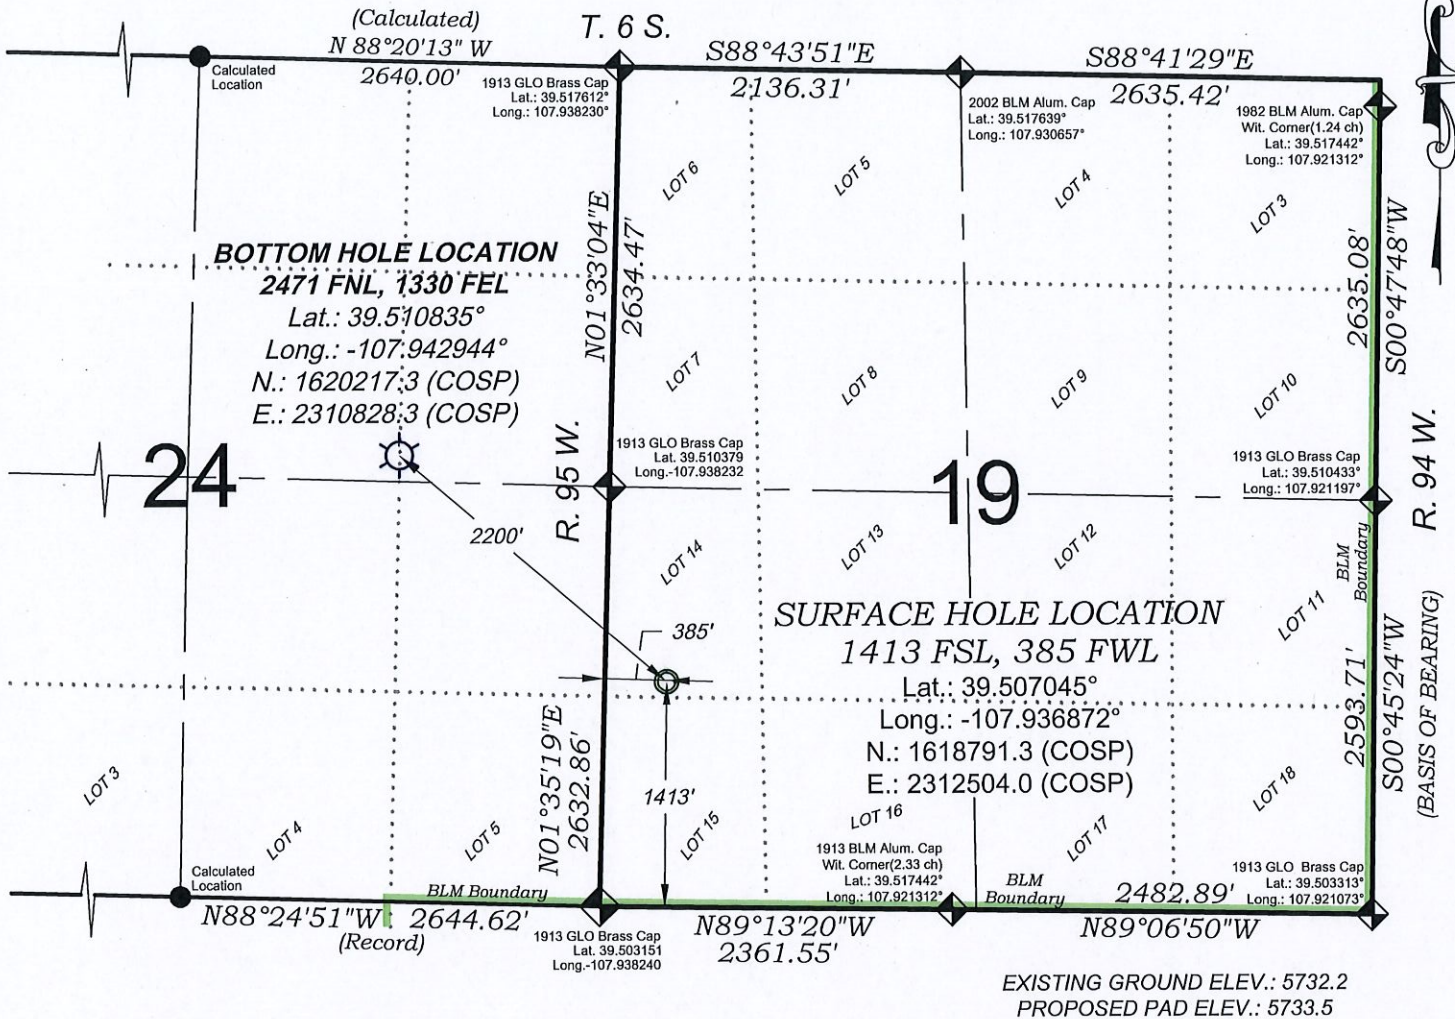 (Calculated)
N 88°20'13" W
2640.00'
T. 6 S.
S88°43'51"E
2136.31'
S88°41'29"E
2635.42'
Calculated
Location
1913 GLO Brass Cap
Lat.: 39.517612°
Long.: 107.938230°
2002 BLM Alum. Cap
Lat.: 39.517639°
Long.: 107.930657°
1982 BLM Alum. Cap
Wit. Corner(1.24 ch)
Lat.: 39.517442°
Long.: 107.921312°
LOT 6
LOT 5
LOT 4
LOT 3
N01°33'04"E
2634.47'
2635.08'
S00°47'48"W
BOTTOM HOLE LOCATION
2471 FNL, 1330 FEL
Lat.: 39.510835°
Long.: -107.942944°
N.: 1620217.3 (COSP)
E.: 2310828.3 (COSP)
LOT 7
LOT 8
LOT 9
LOT 10
R. 95 W.
1913 GLO Brass Cap
Lat. 39.510379
Long.-107.938232
1913 GLO Brass Cap
Lat.: 39.510433°
Long.: 107.921197°
R. 94 W.
24
19
2200'
LOT 14
LOT 13
LOT 12
LOT 11
BLM
Boundary
385'
SURFACE HOLE LOCATION
1413 FSL, 385 FWL
Lat.: 39.507045°
Long.: -107.936872°
N.: 1618791.3 (COSP)
E.: 2312504.0 (COSP)
2593.71'
S00°45'24"W
(BASIS OF BEARING)
N01°35'19"E
2632.86'
1413'
LOT 3
LOT 4
LOT 5
LOT 15
LOT 16
LOT 17
LOT 18
1913 BLM Alum. Cap
Wit. Corner(2.33 ch)
Lat.: 39.517442°
Long.: 107.921312°
1913 GLO Brass Cap
Lat.: 39.503313°
Long.: 107.921073°
Calculated
Location
BLM Boundary
BLM
Boundary
2482.89'
N88°24'51"W
2644.62'
(Record)
1913 GLO Brass Cap
Lat. 39.503151
Long.-107.938240
N89°13'20"W
2361.55'
N89°06'50"W
EXISTING GROUND ELEV.: 5732.2
PROPOSED PAD ELEV.: 5733.5